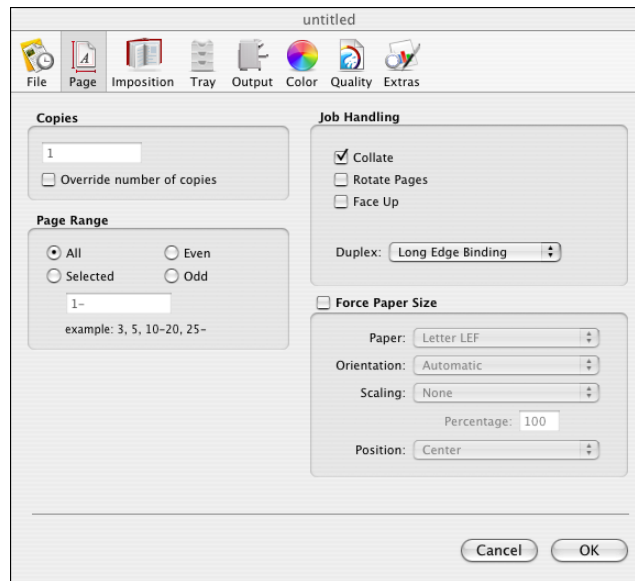 untitled
File Page Imposition Tray Output Color Quality Extras
Copies
1
Override number of copies
Page Range
All
Even
Selected
Odd
1-
example: 3, 5, 10-20, 25-
Job Handling
Collate
Rotate Pages
Face Up
Duplex: Long Edge Binding
Force Paper Size
Paper: Letter LEF
Orientation: Automatic
Scaling: None
Percentage: 100
Position: Center
Cancel OK